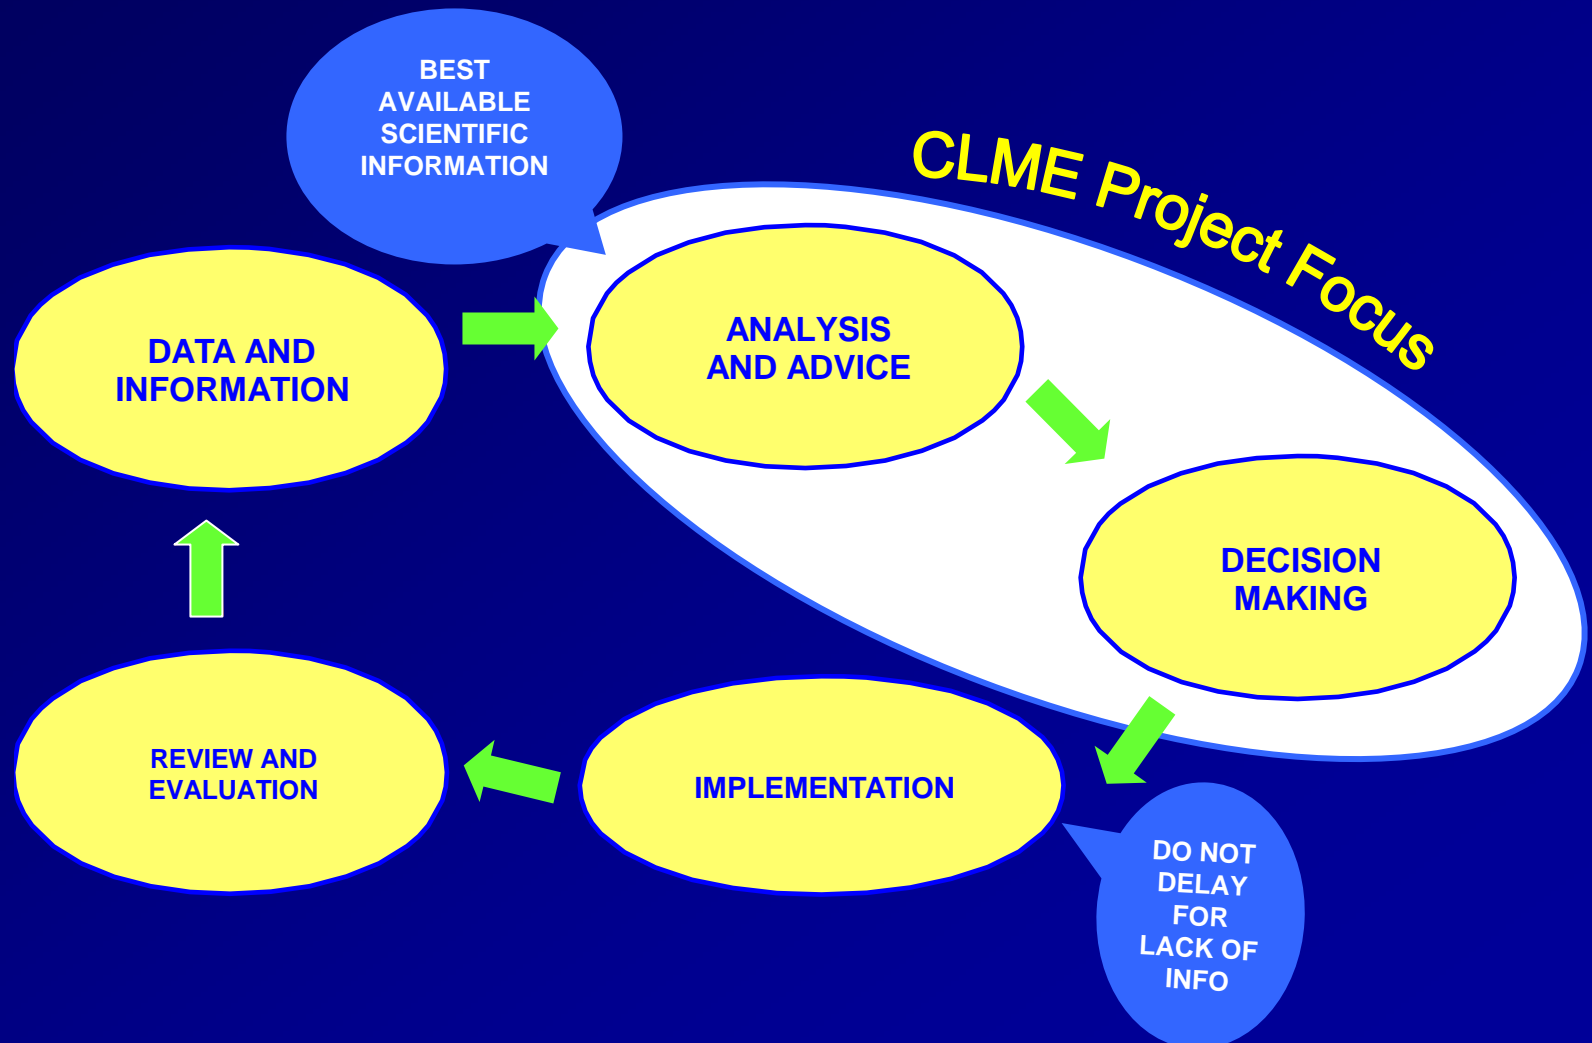 BEST
AVAILABLE
SCIENTIFIC
INFORMATION
CLME Project Focus
DATA AND
INFORMATION
ANALYSIS
AND ADVICE
DECISION
MAKING
REVIEW AND
EVALUATION
IMPLEMENTATION
DO NOT
DELAY
FOR
LACK OF
INFO